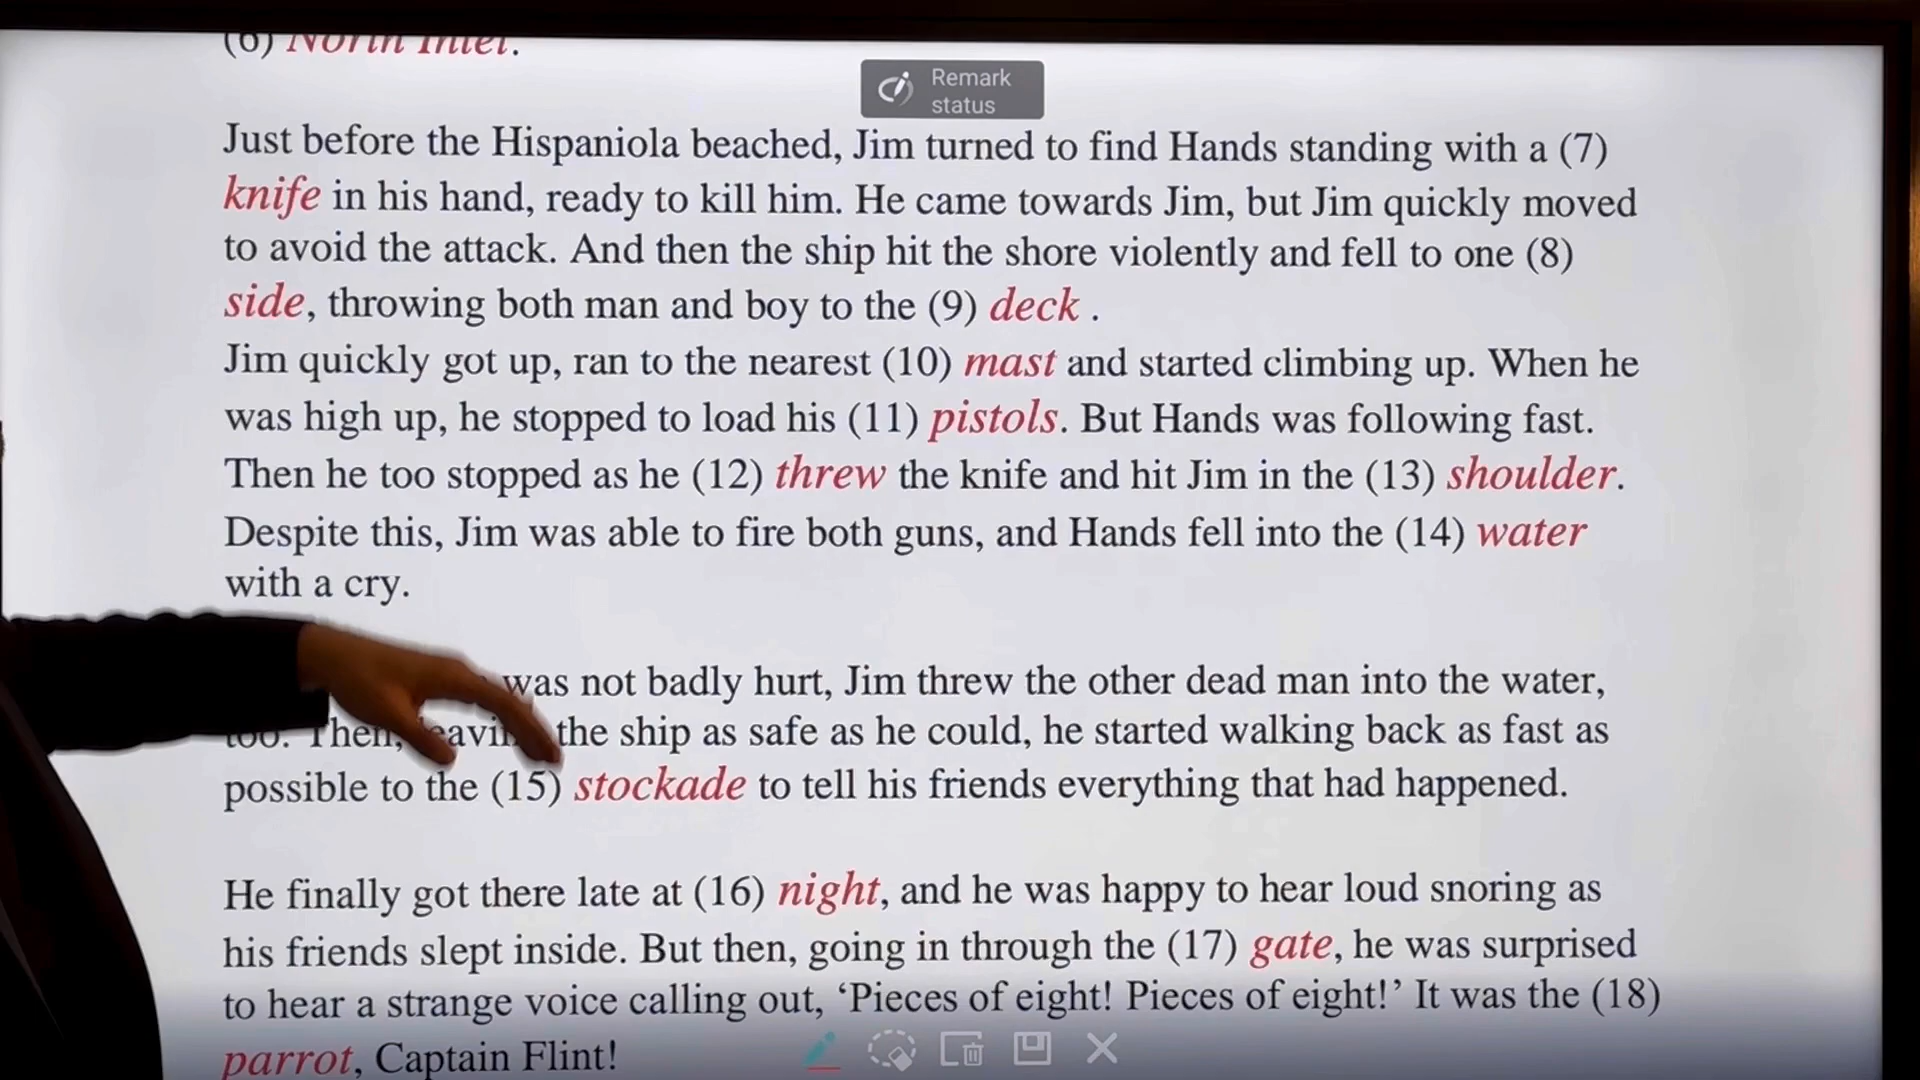 (6) North Inlet.
Remark
status
Just before the Hispaniola beached, Jim turned to find Hands standing with a (7)
knife in his hand, ready to kill him. He came towards Jim, but Jim quickly moved
to avoid the attack. And then the ship hit the shore violently and fell to one (8)
side, throwing both man and boy to the (9) deck .
Jim quickly got up, ran to the nearest (10) mast and started climbing up. When he
was high up, he stopped to load his (11) pistols. But Hands was following fast.
Then he too stopped as he (12) threw the knife and hit Jim in the (13) shoulder.
Despite this, Jim was able to fire both guns, and Hands fell into the (14) water
with a cry.
was not badly hurt, Jim threw the other dead man into the water,
too. Then, the ship as safe as he could, he started walking back as fast as
possible to the (15) stockade to tell his friends everything that had happened.
He finally got there late at (16) night, and he was happy to hear loud snoring as
his friends slept inside. But then, going in through the (17) gate, he was surprised
to hear a strange voice calling out, ‘Pieces of eight! Pieces of eight!’ It was the (18)
parrot, Captain Flint!